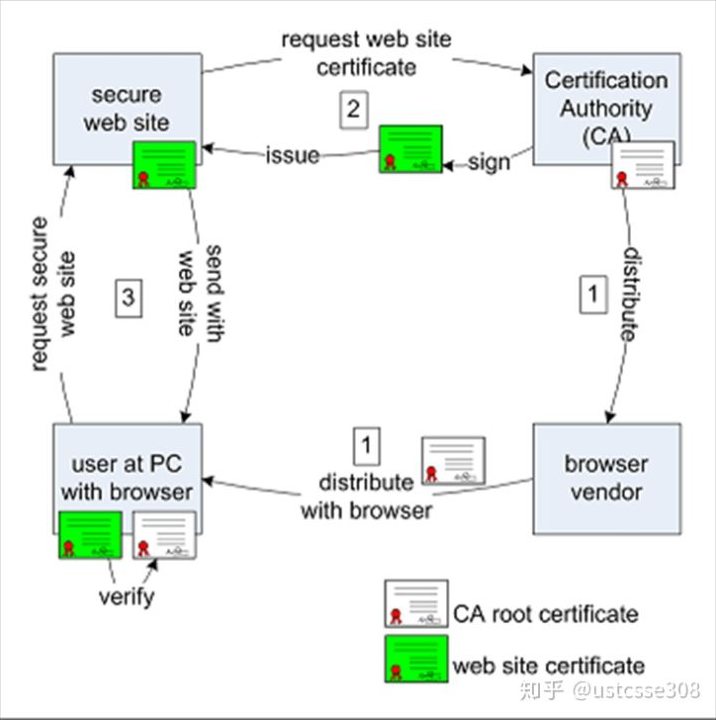 request web site
certificate
secure
web site
2
Certification
Authority
(CA)
issue
sign
request secure
web site
3
send with
web site
1
distribute
user at PC
with browser
1
distribute
with browser
browser
vendor
verify
CA root certificate
web site certificate
知乎 @ustcsse308